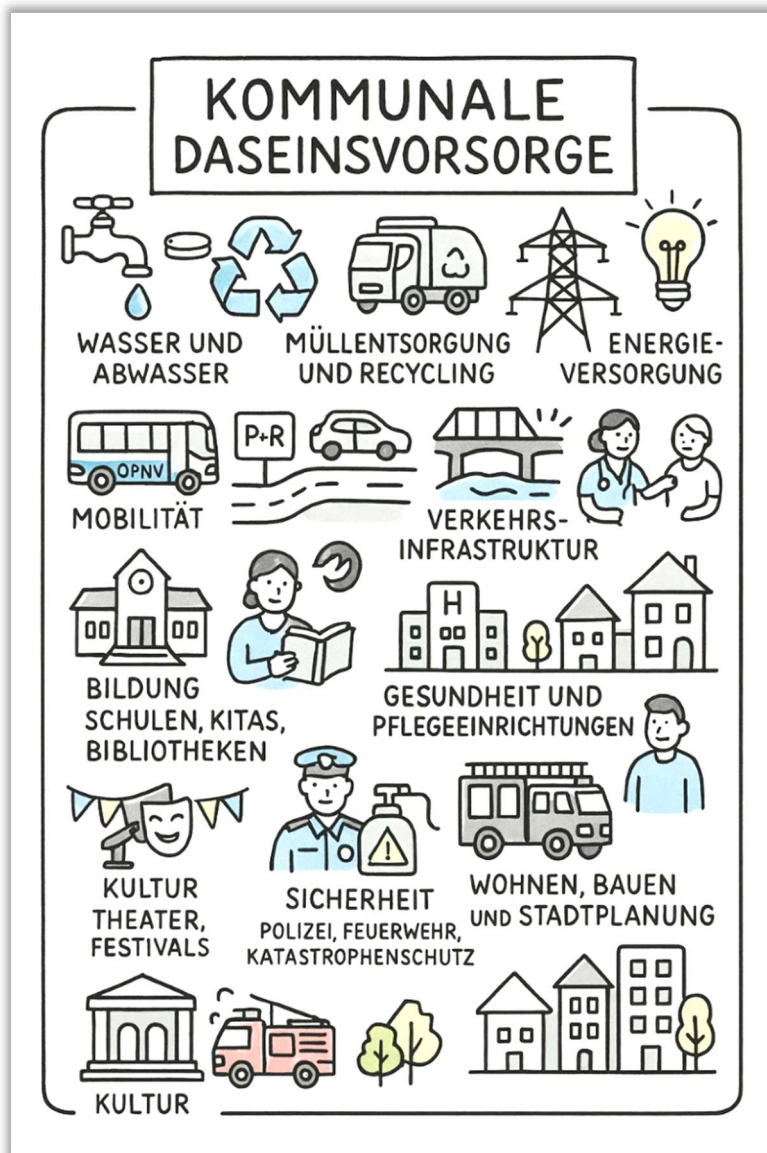 KOMMUNALE
DASEINSVORSORGE
WASSER UND
ABWASSER
MÜLLENTSORGUNG
UND RECYCLING
ENERGIE-
VERSORGUNG
OPNV
P+R
MOBILITÄT
VERKEHRS-
INFRASTRUKTUR
H
BILDUNG
SCHULEN, KITAS,
BIBLIOTHEKEN
GESUNDHEIT UND
PFLEGEEINRICHTUNGEN
KULTUR
THEATER,
FESTIVALS
SICHERHEIT
POLIZEI, FEUERWEHR,
KATASTROPHENSCHUTZ
WOHNEN, BAUEN
UND STADTPLANUNG
KULTUR